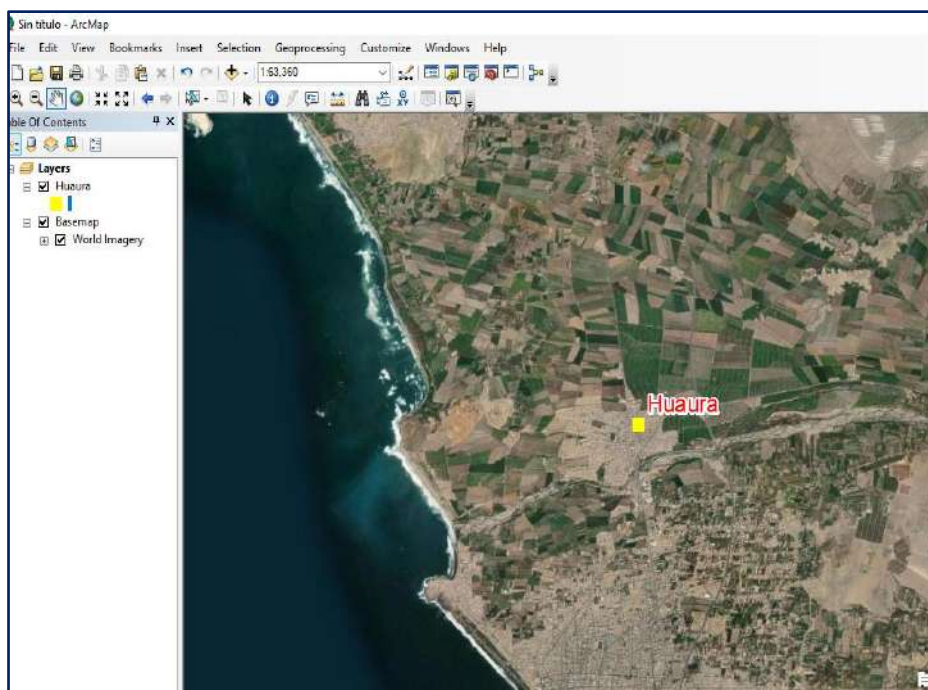 Sin título - ArcMap
File Edit View Bookmarks Insert Selection Geoprocessing Customize Windows Help
1:63,360
Table Of Contents
Layers
Huaura
Basemap
World Imagery
Huaura